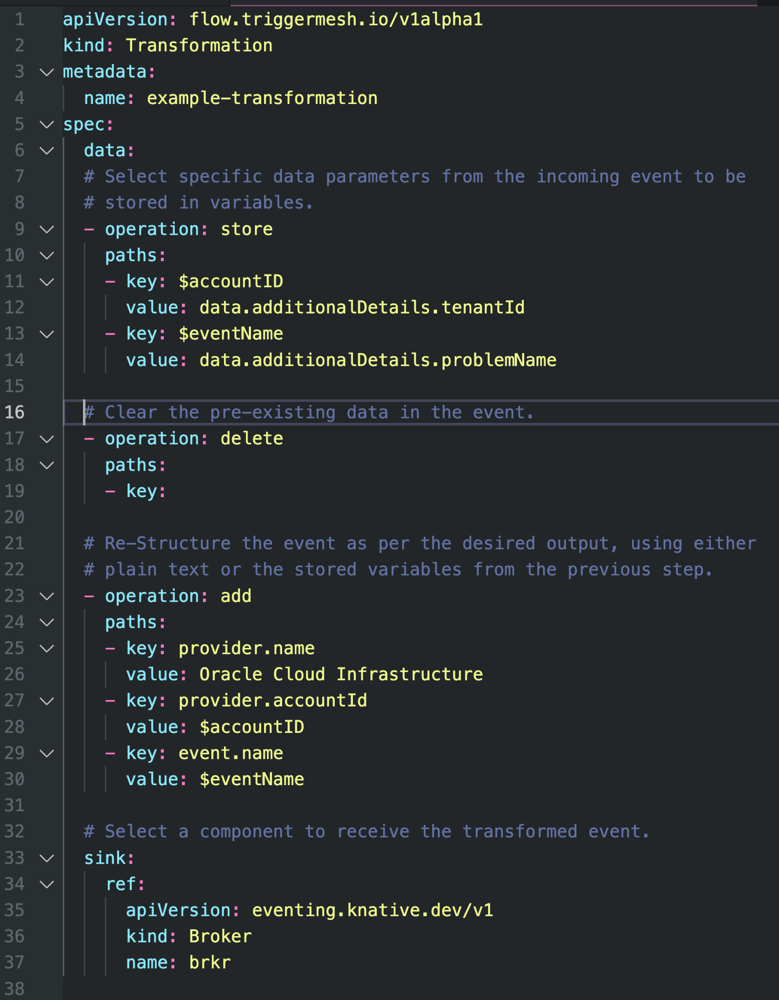 1 apiVersion: flow.triggermesh.io/v1alpha1
2 kind: Transformation
3 metadata:
4   name: example-transformation
5 spec:
6   data:
7   # Select specific data parameters from the incoming event to be
8   # stored in variables.
9   - operation: store
10     paths:
11     - key: $accountID
12       value: data.additionalDetails.tenantId
13     - key: $eventName
14       value: data.additionalDetails.problemName
15
16   # Clear the pre-existing data in the event.
17   - operation: delete
18     paths:
19     - key:
20
21   # Re-Structure the event as per the desired output, using either
22   # plain text or the stored variables from the previous step.
23   - operation: add
24     paths:
25     - key: provider.name
26       value: Oracle Cloud Infrastructure
27     - key: provider.accountId
28       value: $accountID
29     - key: event.name
30       value: $eventName
31
32   # Select a component to receive the transformed event.
33   sink:
34     ref:
35       apiVersion: eventing.knative.dev/v1
36       kind: Broker
37       name: brkr
38